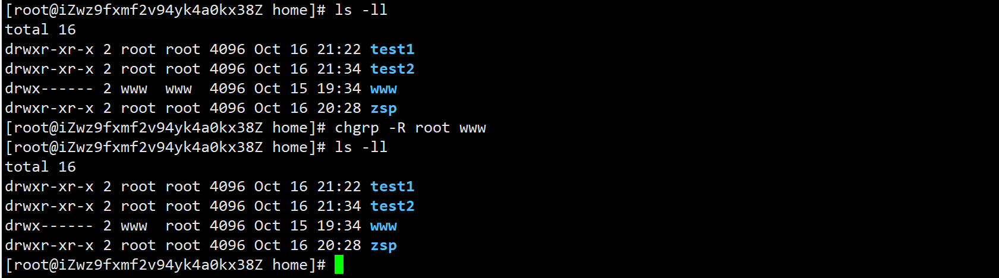 [root@iZwz9fxmf2v94yk4a0kx38Z home]# ls -ll
total 16
drwxr-xr-x 2 root root 4096 Oct 16 21:22 test1
drwxr-xr-x 2 root root 4096 Oct 16 21:34 test2
drwx------ 2 www  www  4096 Oct 15 19:34 www
drwxr-xr-x 2 root root 4096 Oct 16 20:28 zsp
[root@iZwz9fxmf2v94yk4a0kx38Z home]# chgrp -R root www
[root@iZwz9fxmf2v94yk4a0kx38Z home]# ls -ll
total 16
drwxr-xr-x 2 root root 4096 Oct 16 21:22 test1
drwxr-xr-x 2 root root 4096 Oct 16 21:34 test2
drwx------ 2 www  root 4096 Oct 15 19:34 www
drwxr-xr-x 2 root root 4096 Oct 16 20:28 zsp
[root@iZwz9fxmf2v94yk4a0kx38Z home]#